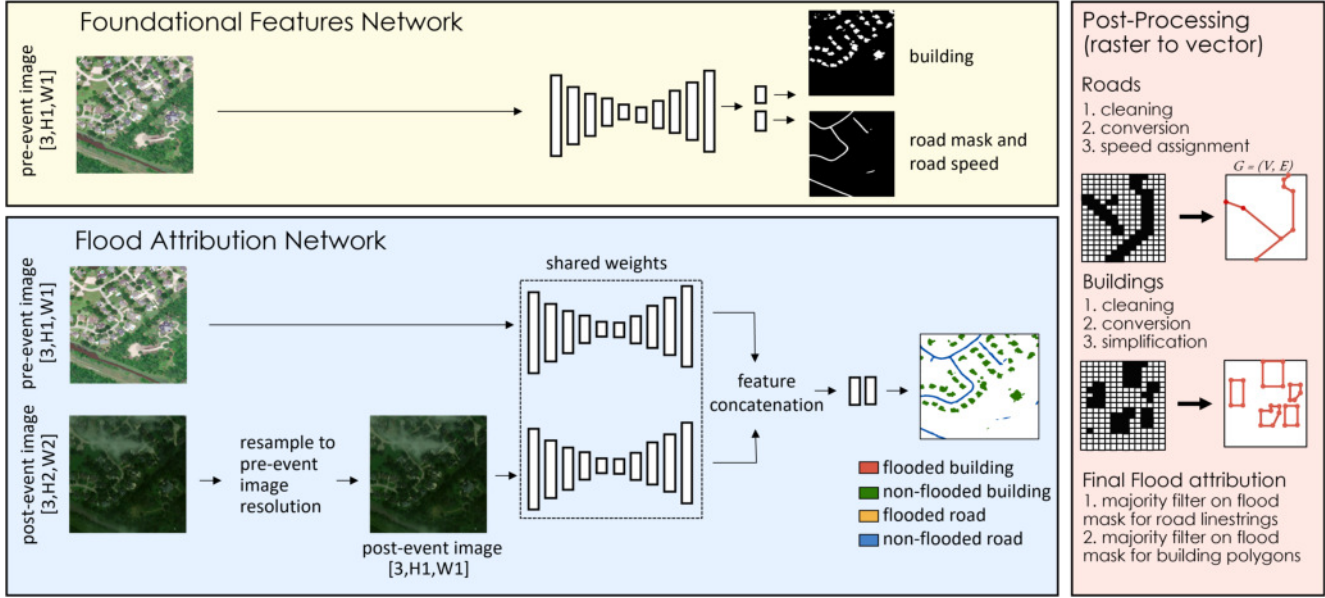 Foundational Features Network
pre-event image
[3,H1,W1]
building
road mask and
road speed
Flood Attribution Network
pre-event image
[3,H1,W1]
post-event image
[3,H2,W2]
resample to
pre-event
image
resolution
post-event image
[3,H1,W1]
shared weights
feature
concatenation
flooded building
non-flooded building
flooded road
non-flooded road
Post-Processing
(raster to vector)
Roads
1. cleaning
2. conversion
3. speed assignment
G = (V, E)
Buildings
1. cleaning
2. conversion
3. simplification
Final Flood attribution
1. majority filter on flood
mask for road linestrings
2. majority filter on flood
mask for building polygons